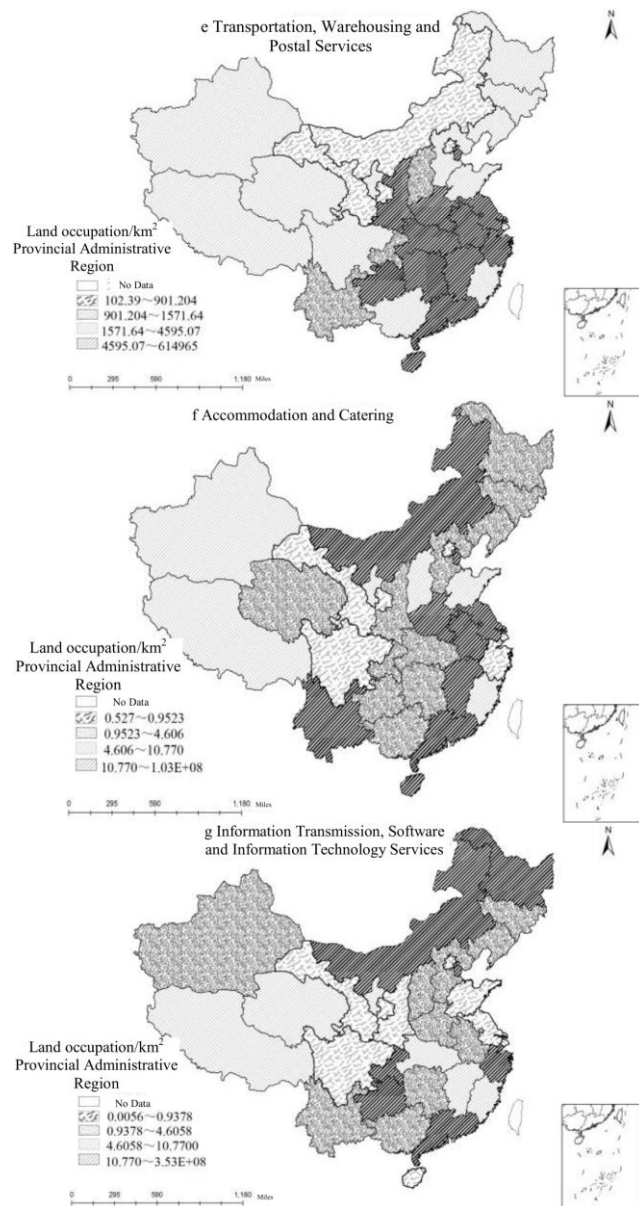 e Transportation, Warehousing and
Postal Services
N
Land occupation/km²
Provincial Administrative
Region
No Data
102.39～901.204
901.204～1571.64
1571.64～4595.07
4595.07～614965
0 295 590 1,180 Miles
f Accommodation and Catering
N
Land occupation/km²
Provincial Administrative
Region
No Data
0.527～0.9523
0.9523～4.606
4.606～10.770
10.770～1.03E+08
0 295 590 1,180 Miles
g Information Transmission, Software
and Information Technology Services
N
Land occupation/km²
Provincial Administrative
Region
No Data
0.0056～0.9378
0.9378～4.6058
4.6058～10.7700
10.770～3.53E+08
0 295 590 1,180 Miles